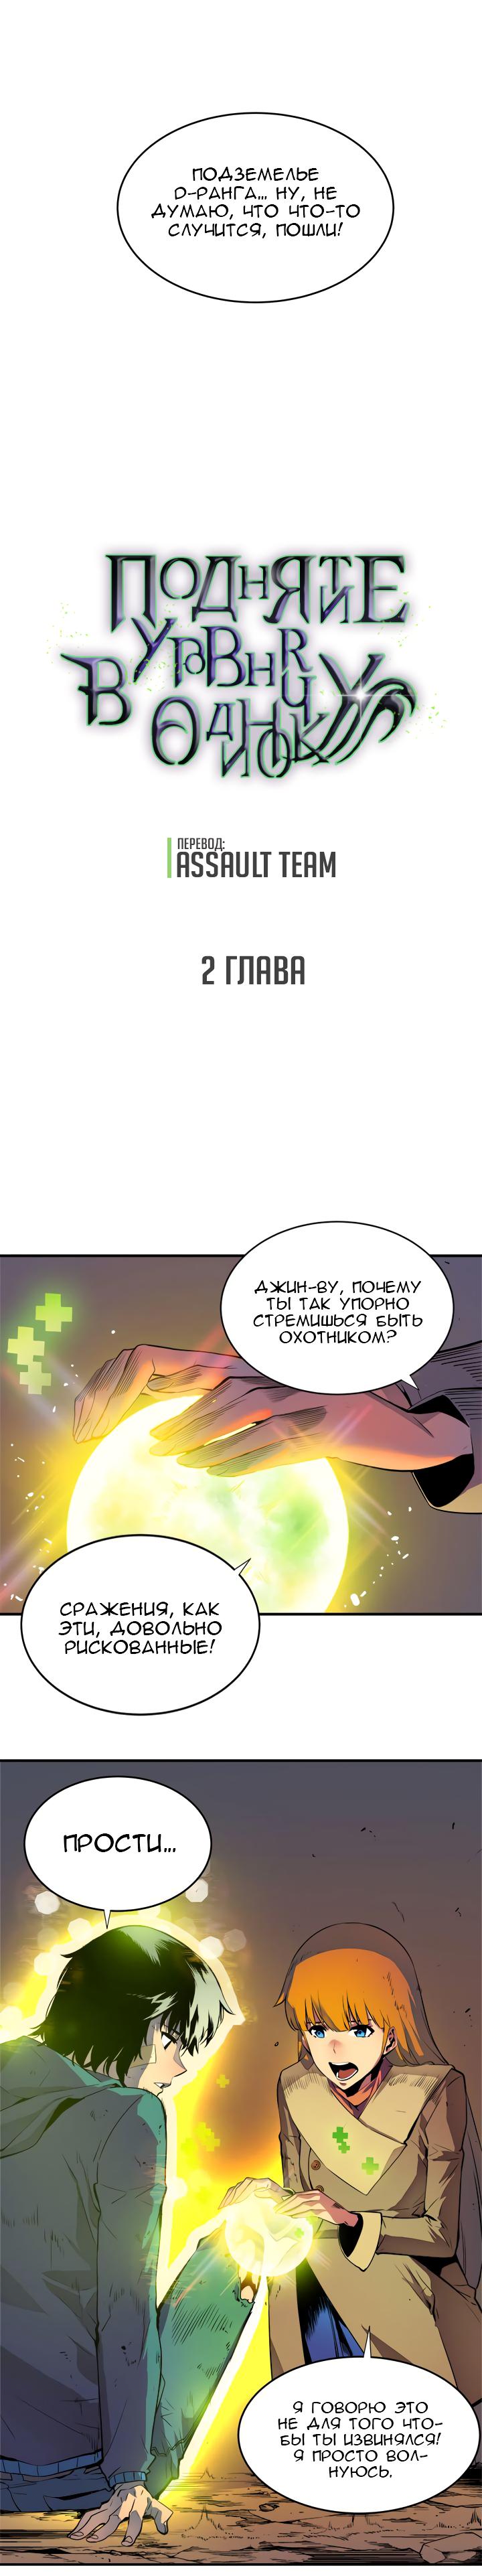 ПОДЗЕМЕЛЬЕ
D-РАНГА... НУ, НЕ
ДУМАЮ, ЧТО ЧТО-ТО
СЛУЧИТСЯ, ПОШЛИ!
ПОДНЯТИЕ
УРОВНЯ
В
ОДИНОЧКУ
ПЕРЕВОД:
ASSAULT TEAM
2 ГЛАВА
ДЖИН-ВУ, ПОЧЕМУ
ТЫ ТАК УПОРНО
СТРЕМИШЬСЯ БЫТЬ
ОХОТНИКОМ?
СРАЖЕНИЯ, КАК
ЭТИ, ДОВОЛЬНО
РИСКОВАННЫЕ!
ПРОСТИ...
Я ГОВОРЮ ЭТО
НЕ ДЛЯ ТОГО ЧТО-
БЫ ТЫ ИЗВИНЯЛСЯ!
Я ПРОСТО ВОЛ-
НУЮСЬ.